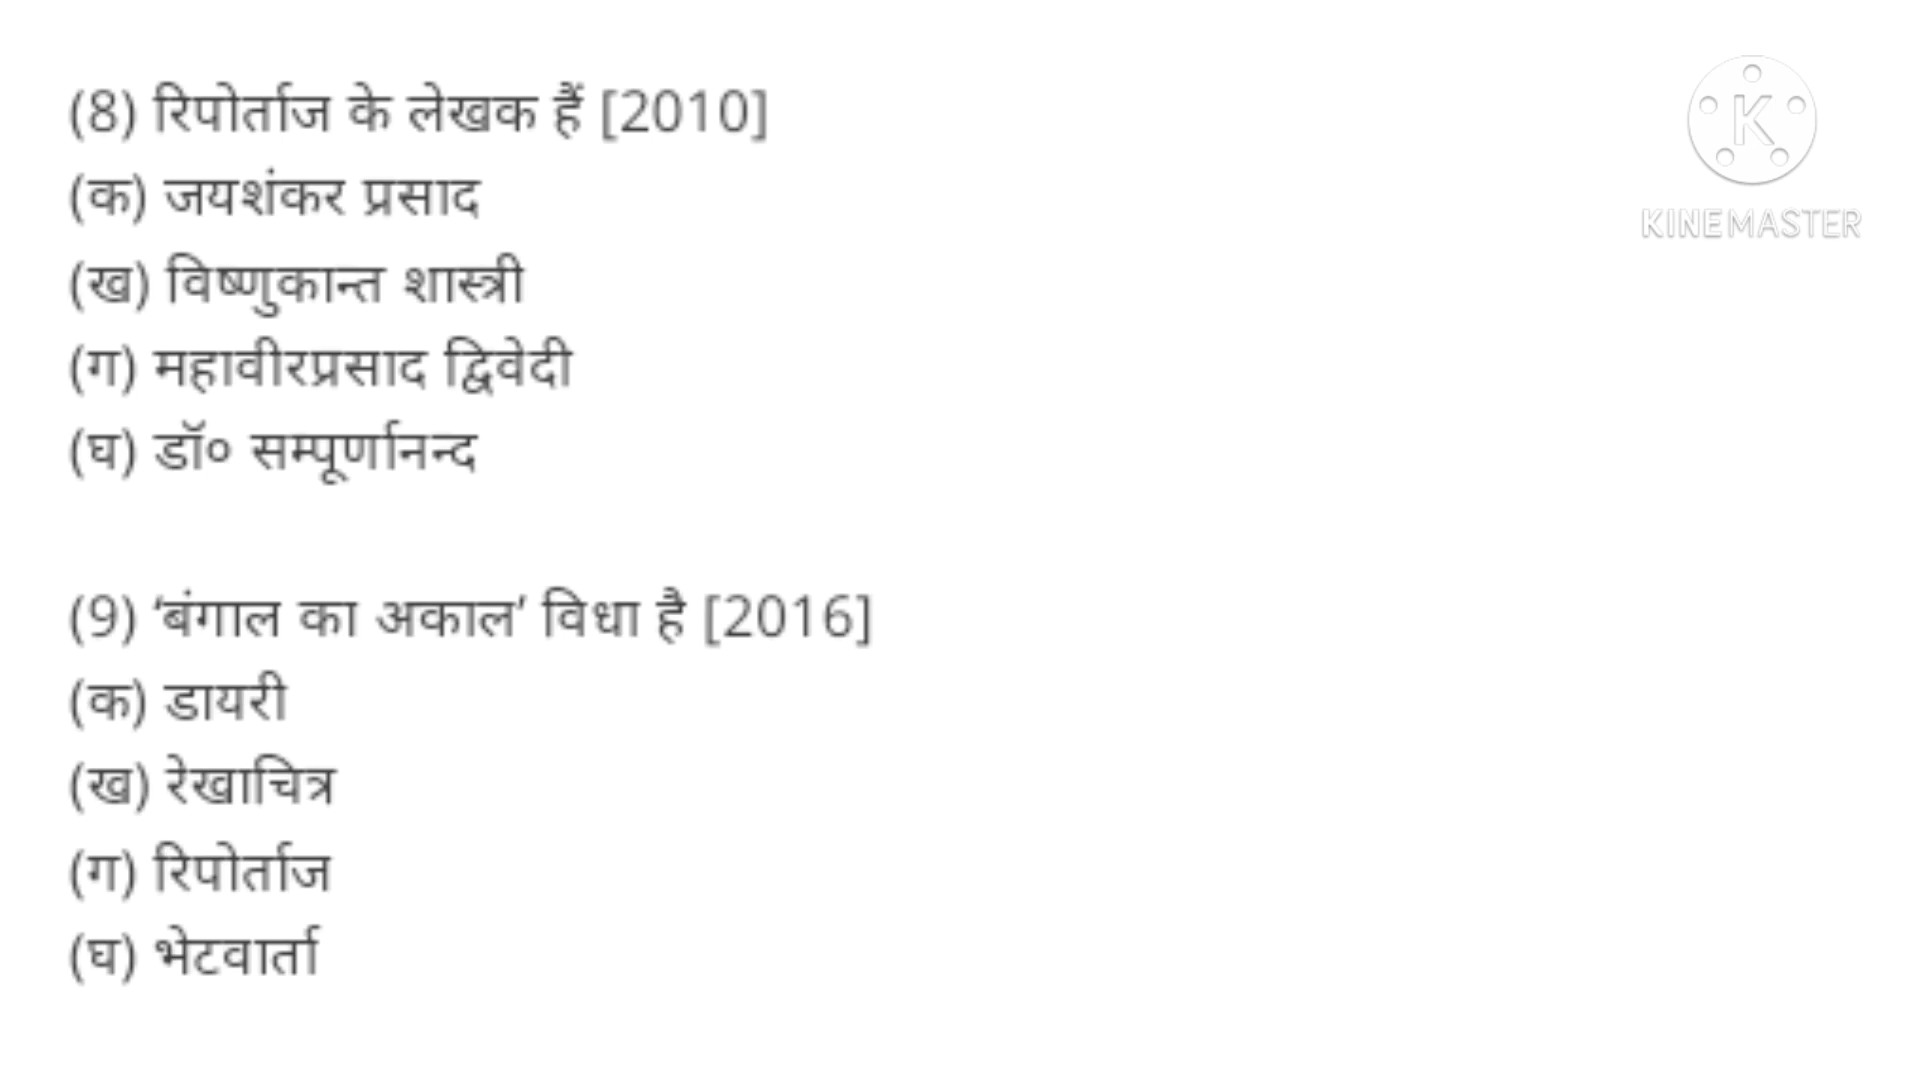 (8) रिपोर्ताज के लेखक हैं [2010]
(क) जयशंकर प्रसाद
(ख) विष्णुकान्त शास्त्री
(ग) महावीरप्रसाद द्विवेदी
(घ) डॉ० सम्पूर्णानन्द
(9) ‘बंगाल का अकाल’ विधा है [2016]
(क) डायरी
(ख) रेखाचित्र
(ग) रिपोर्ताज
(घ) भेटवार्ता
K
KINEMASTER